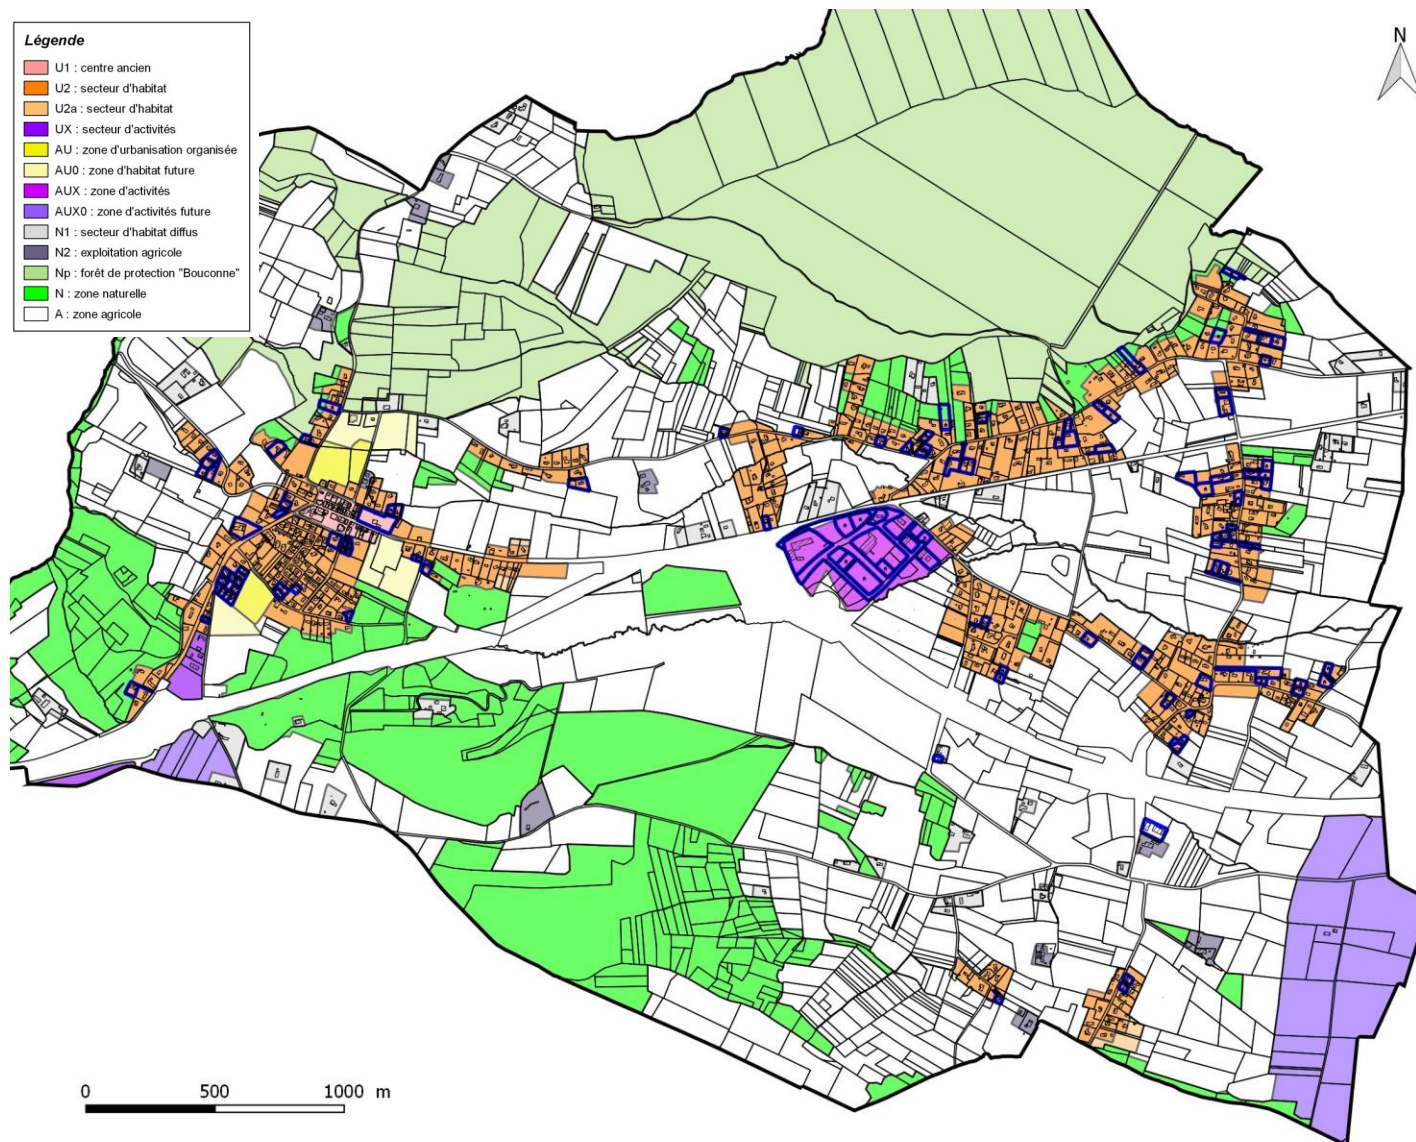 Légende
U1 : centre ancien
U2 : secteur d'habitat
U2a : secteur d'habitat
UX : secteur d'activités
AU : zone d'urbanisation organisée
AU0 : zone d'habitat future
AUX : zone d'activités
AUX0 : zone d'activités future
N1 : secteur d'habitat diffus
N2 : exploitation agricole
Np : forêt de protection "Bouconne"
N : zone naturelle
A : zone agricole
N
0 500 1000 m